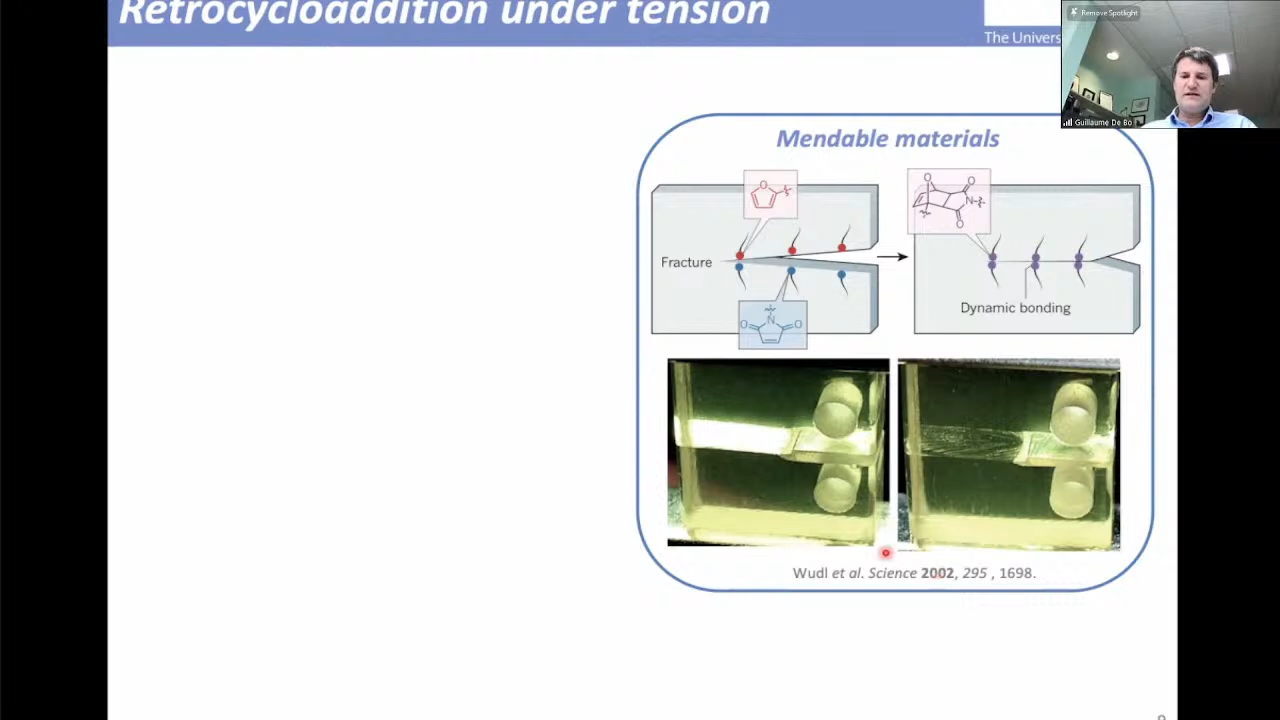 Retrocycloaddition under tension
The Univers
Remove Spotlight
Guillaume De Bo
Mendable materials
O
O
O
N
O
Fracture
N
O
O
Dynamic bonding
Wudl et al. Science 2002, 295 , 1698.